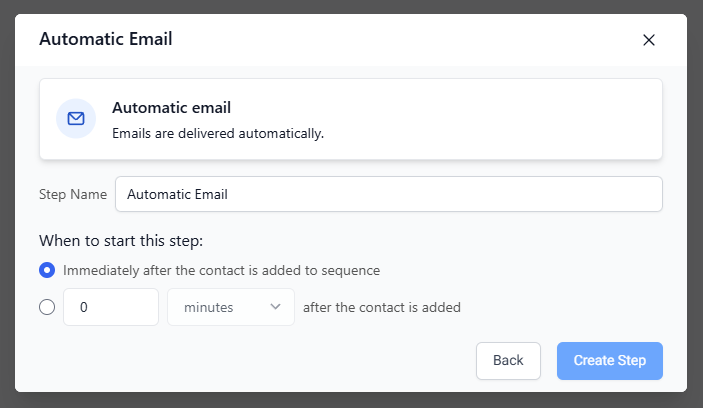 Automatic Email
Automatic email
Emails are delivered automatically.
Step Name Automatic Email
When to start this step:
Immediately after the contact is added to sequence
0 minutes after the contact is added
Back Create Step